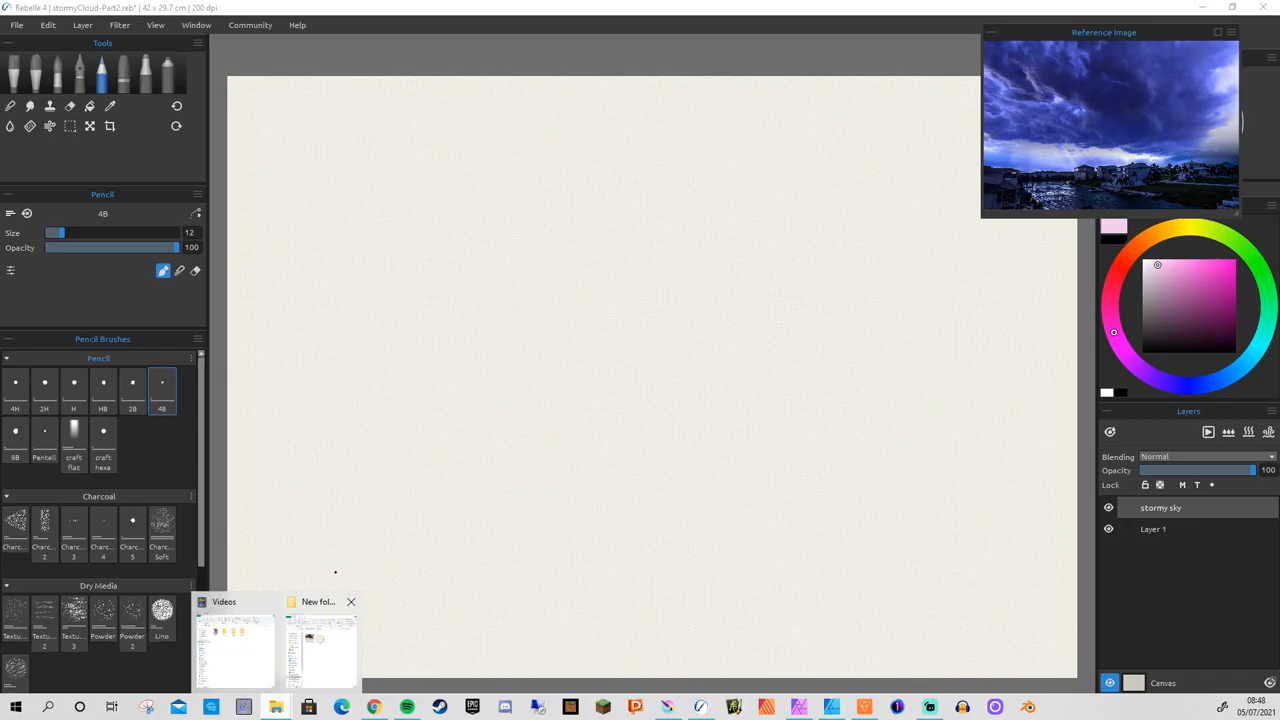 Rebelle 4 | stormyCloud-Part2.reb* | 42 x 29.7 cm | 200 dpi
File Edit Layer Filter View Window Community Help
Tools
Reference Image
Pencil
4B
Size 12
Opacity 100
Pencil Brushes
Pencil
4H 2H H HB 2B 4B
8B Pentell craft flat craft hexa
Charcoal
Charc... Charc... 2 Charc... 3 Charc... 4 Charc... 5 Charc... Soft
Dry Media
Textu... Textu... Textu... 3 Powder Powder 2 Lino
Layers
Blending Normal
Opacity 100
Lock M T
stormy sky
Layer 1
Canvas
Videos New fol...
08:48
05/07/2021